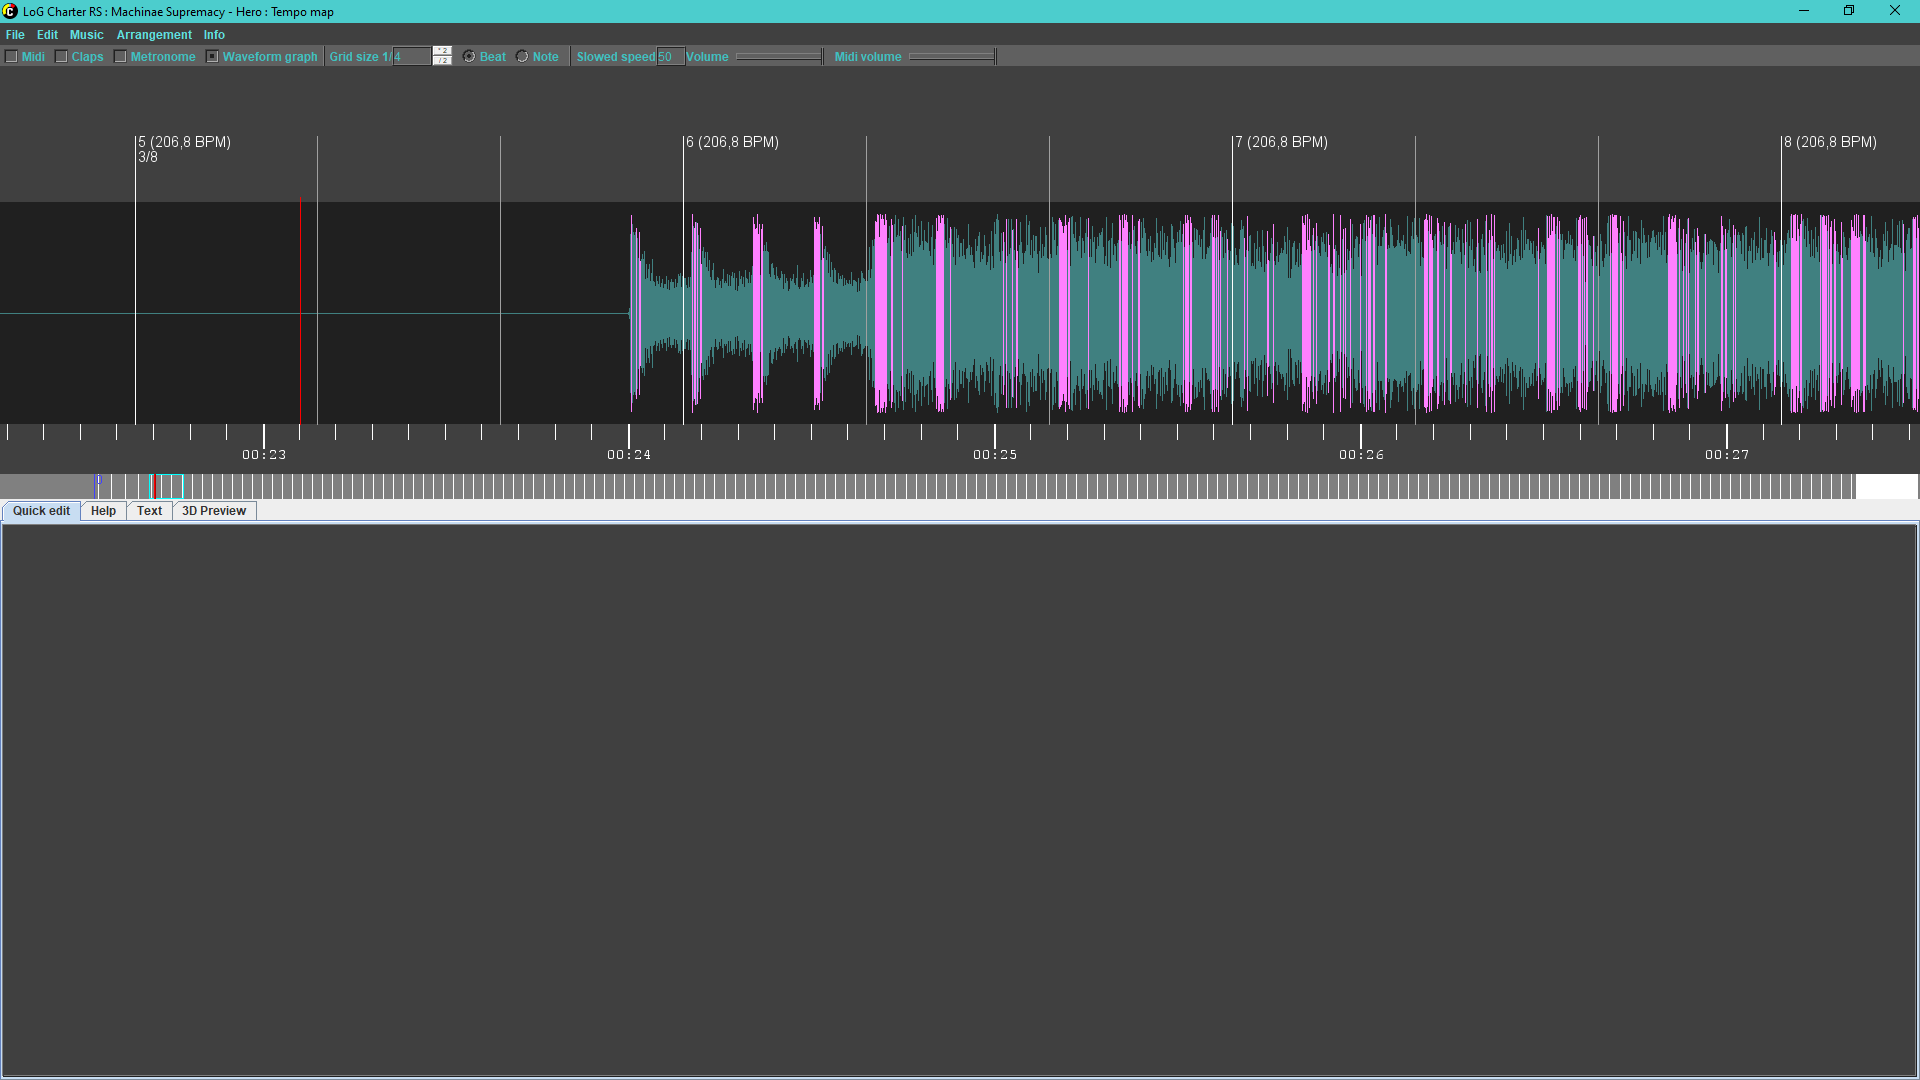 LoG Charter RS : Machinae Supremacy - Hero : Tempo map
File Edit Music Arrangement Info
Midi Claps Metronome Waveform graph Grid size 1/ 4 * 2 / 2 Beat Note Slowed speed 50 Volume Midi volume
5 (206,8 BPM) 6 (206,8 BPM) 7 (206,8 BPM) 8 (206,8 BPM)
3/8
00:23 00:24 00:25 00:26 00:27
Quick edit Help Text 3D Preview